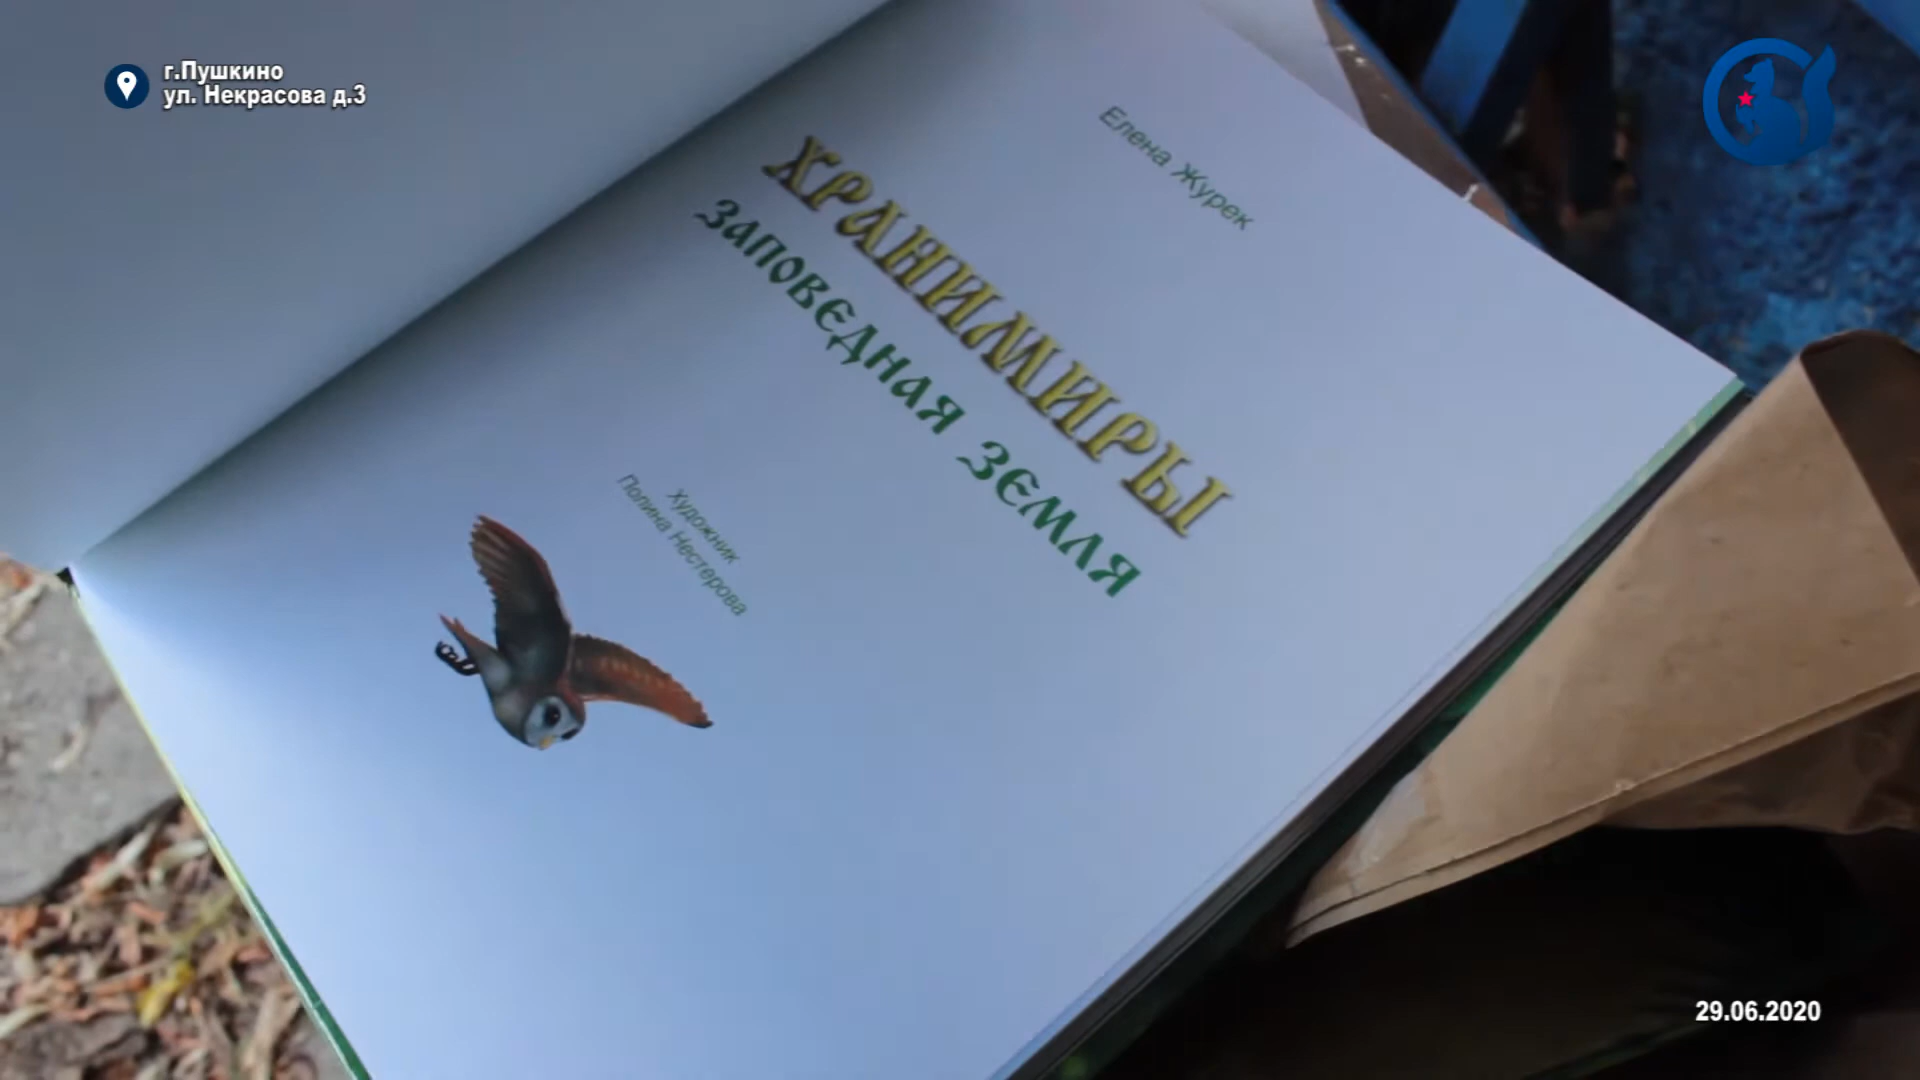 г.Пушкино
ул. Некрасова д.3
Елена Журек
ХРАНИМИРЫ
ЗАПОВЕДНАЯ ЗЕМЛЯ
Художник
Полина Нестерова
29.06.2020